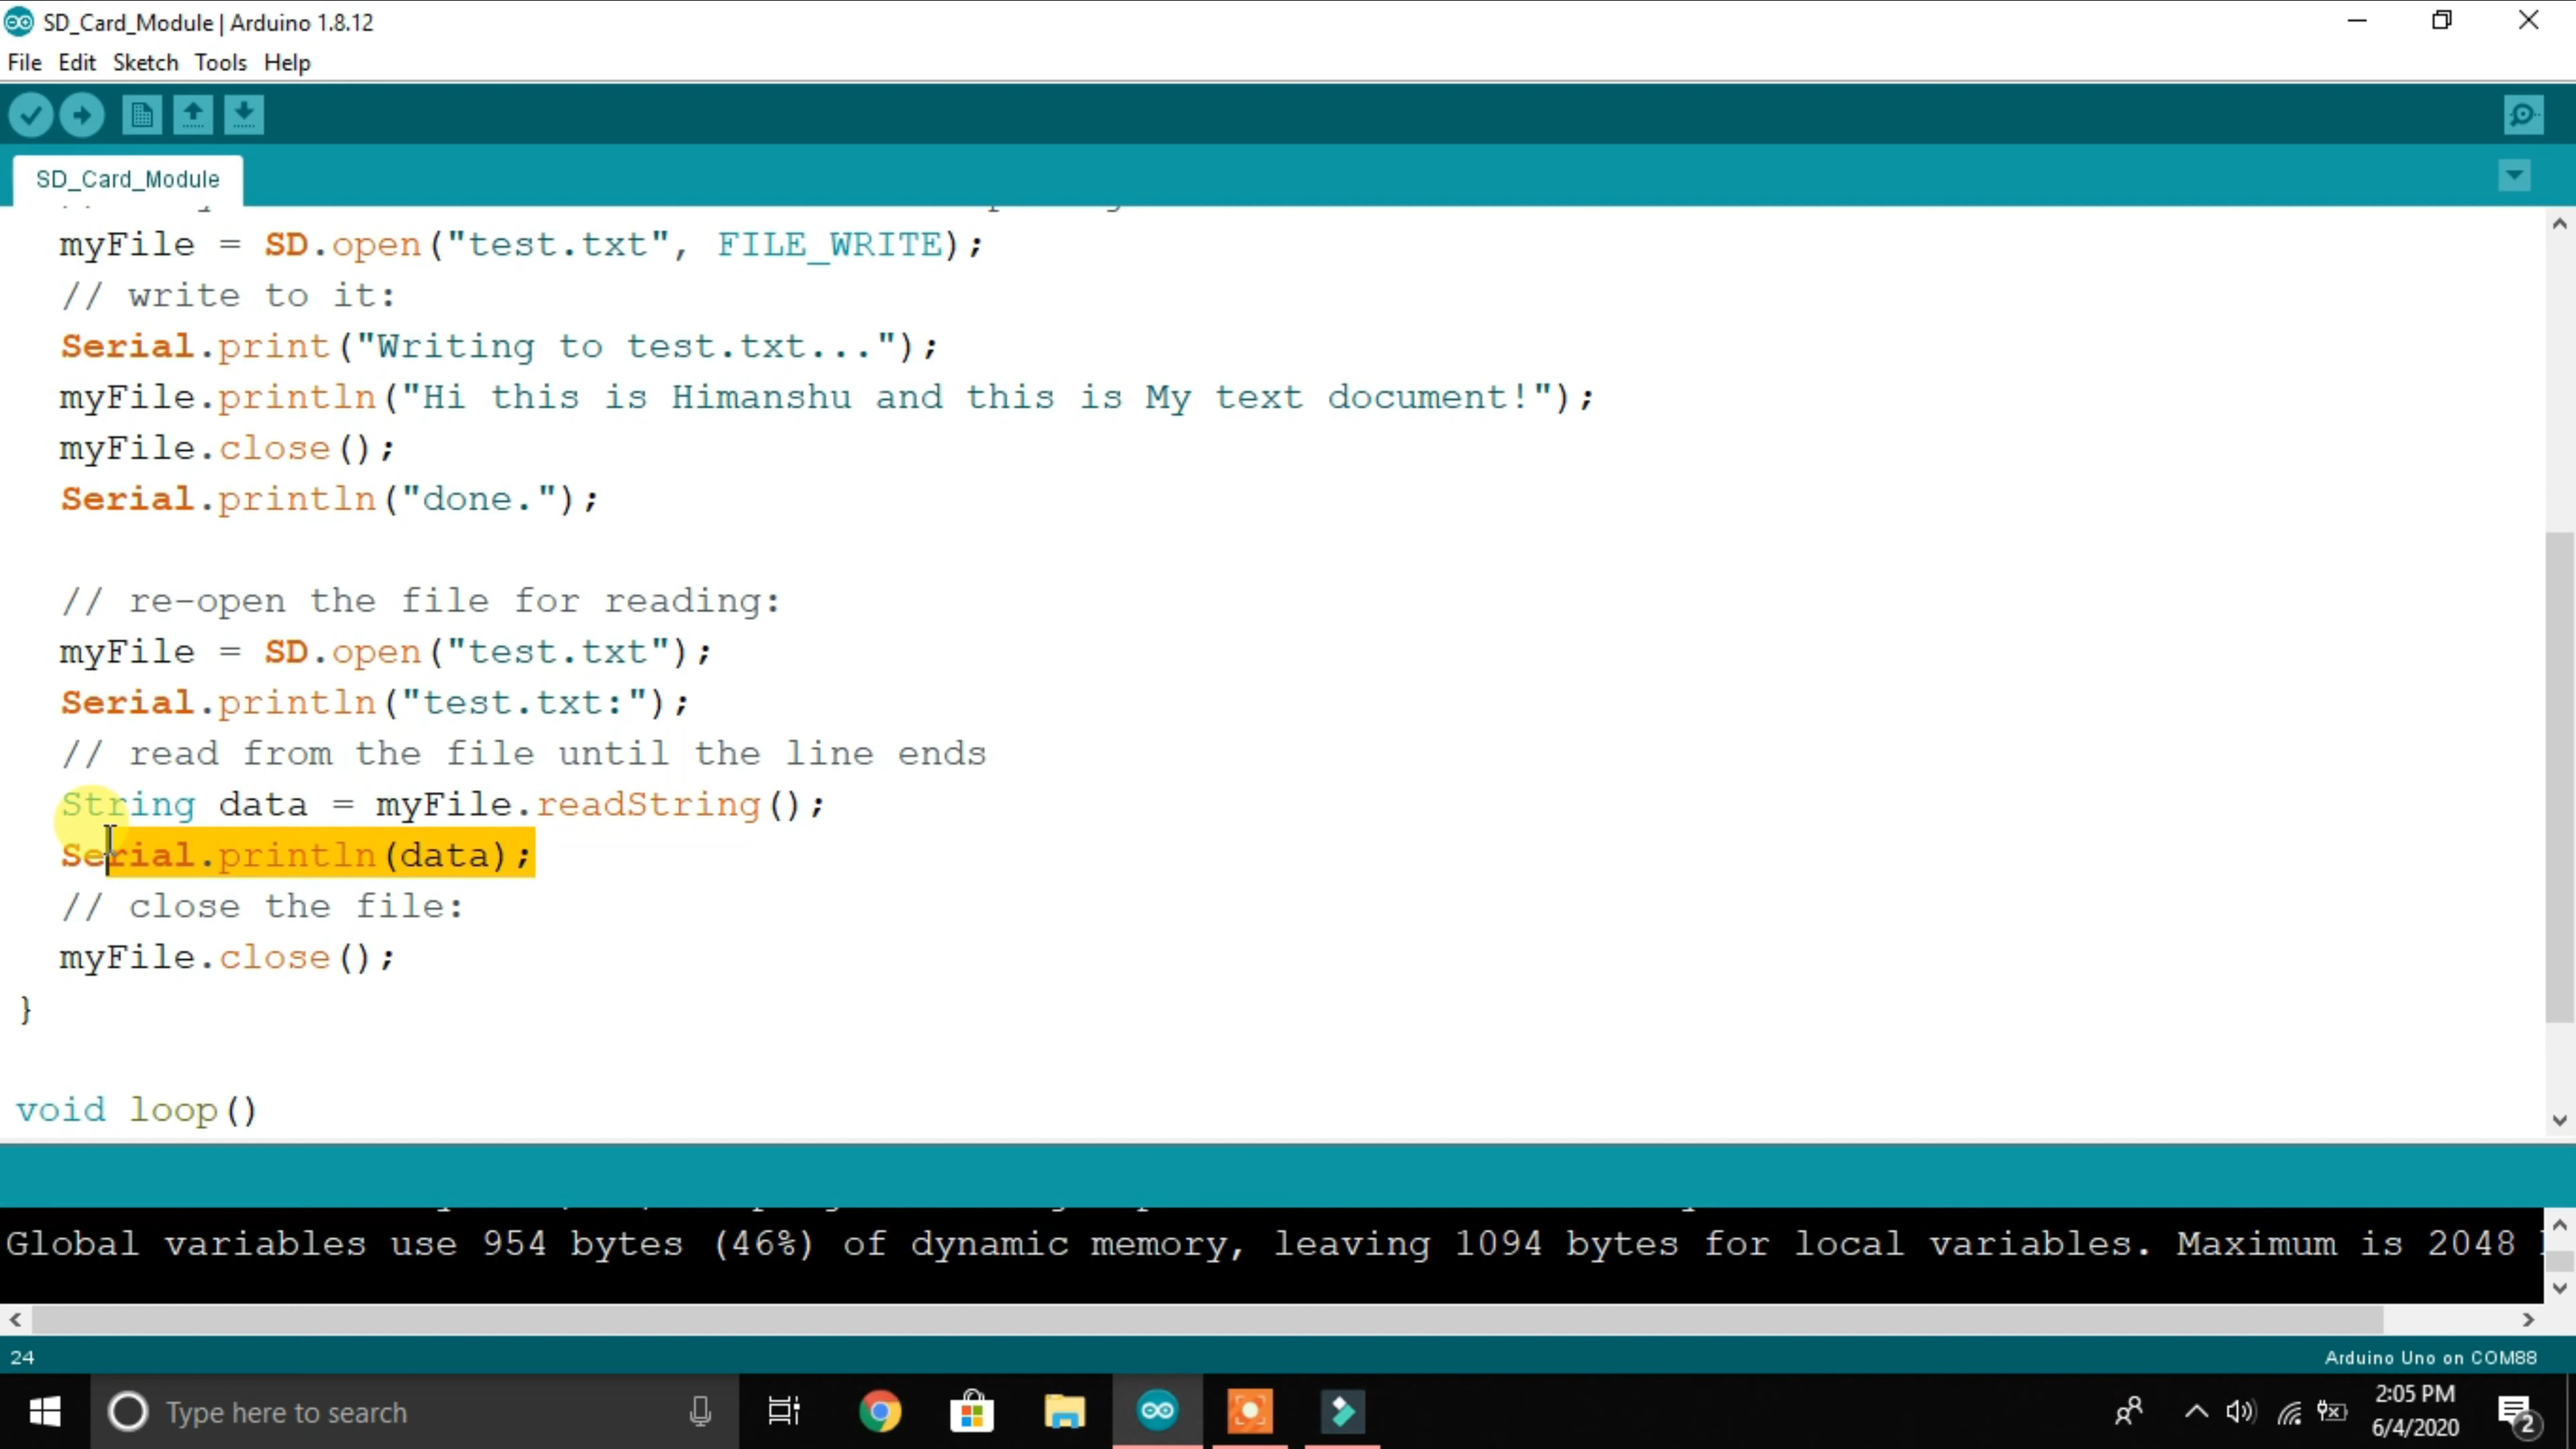 SD_Card_Module | Arduino 1.8.12
File Edit Sketch Tools Help
SD_Card_Module
myFile = SD.open("test.txt", FILE_WRITE);
// write to it:
Serial.print("Writing to test.txt...");
myFile.println("Hi this is Himanshu and this is My text document!");
myFile.close();
Serial.println("done.");
// re-open the file for reading:
myFile = SD.open("test.txt");
Serial.println("test.txt:");
// read from the file until the line ends
String data = myFile.readString();
Serial.println(data);
// close the file:
myFile.close();
}
void loop()
Global variables use 954 bytes (46%) of dynamic memory, leaving 1094 bytes for local variables. Maximum is 2048
24
Arduino Uno on COM88
Type here to search
2:05 PM
6/4/2020
2